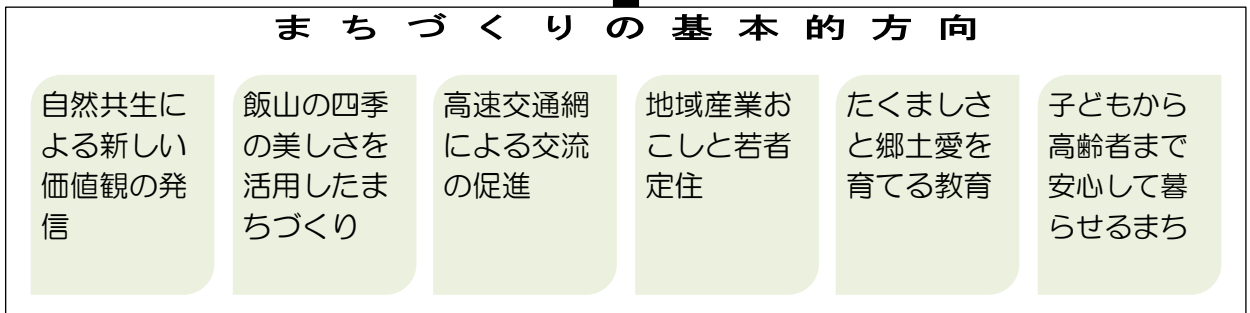 まちづくりの基本的方向
自然共生に
よる新しい
価値観の発
信
飯山の四季
の美しさを
活用したま
ちづくり
高速交通網
による交流
の促進
地域産業お
こしと若者
定住
たくましさ
と郷土愛を
育てる教育
子どもから
高齢者まで
安心して暮
らせるまち